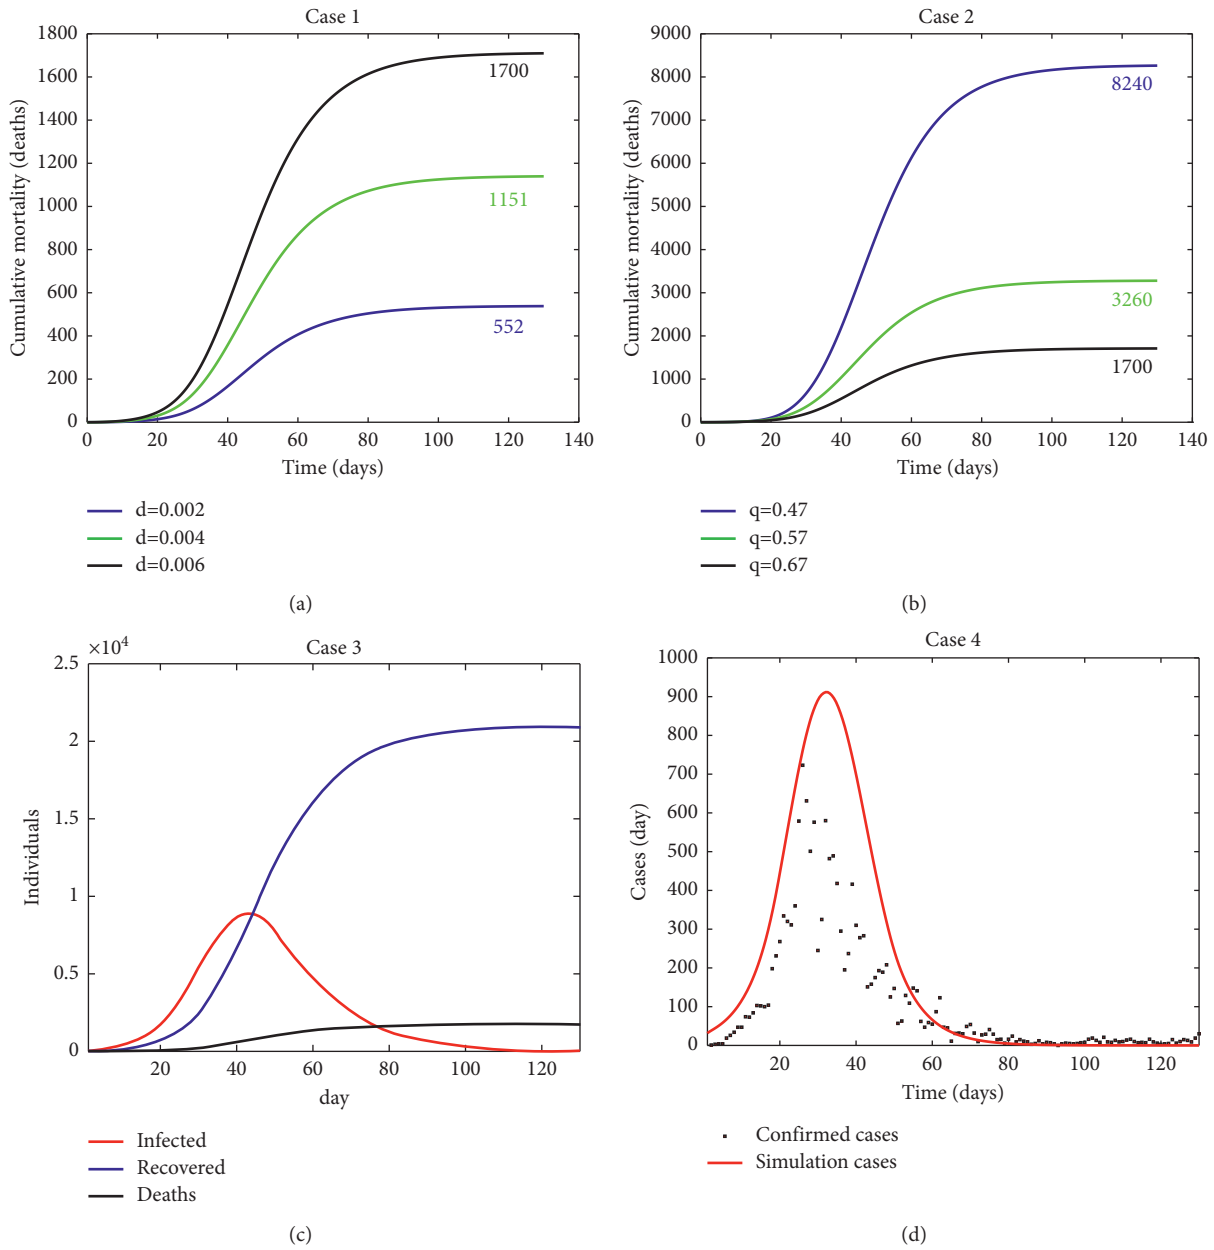 Case 1
1800
1600
1400
1200
1000
800
600
400
200
0
Cumulative mortality (deaths)
1700
1151
552
0 20 40 60 80 100 120 140
Time (days)
d=0.002
d=0.004
d=0.006
(a)
Case 2
9000
8000
7000
6000
5000
4000
3000
2000
1000
0
Cumulative mortality (deaths)
8240
3260
1700
0 20 40 60 80 100 120 140
Time (days)
q=0.47
q=0.57
q=0.67
(b)
×10⁴
Case 3
2.5
2
1.5
1
0.5
0
Individuals
20 40 60 80 100 120
day
Infected
Recovered
Deaths
(c)
Case 4
1000
900
800
700
600
500
400
300
200
100
0
Cases (day)
20 40 60 80 100 120
Time (days)
Confirmed cases
Simulation cases
(d)